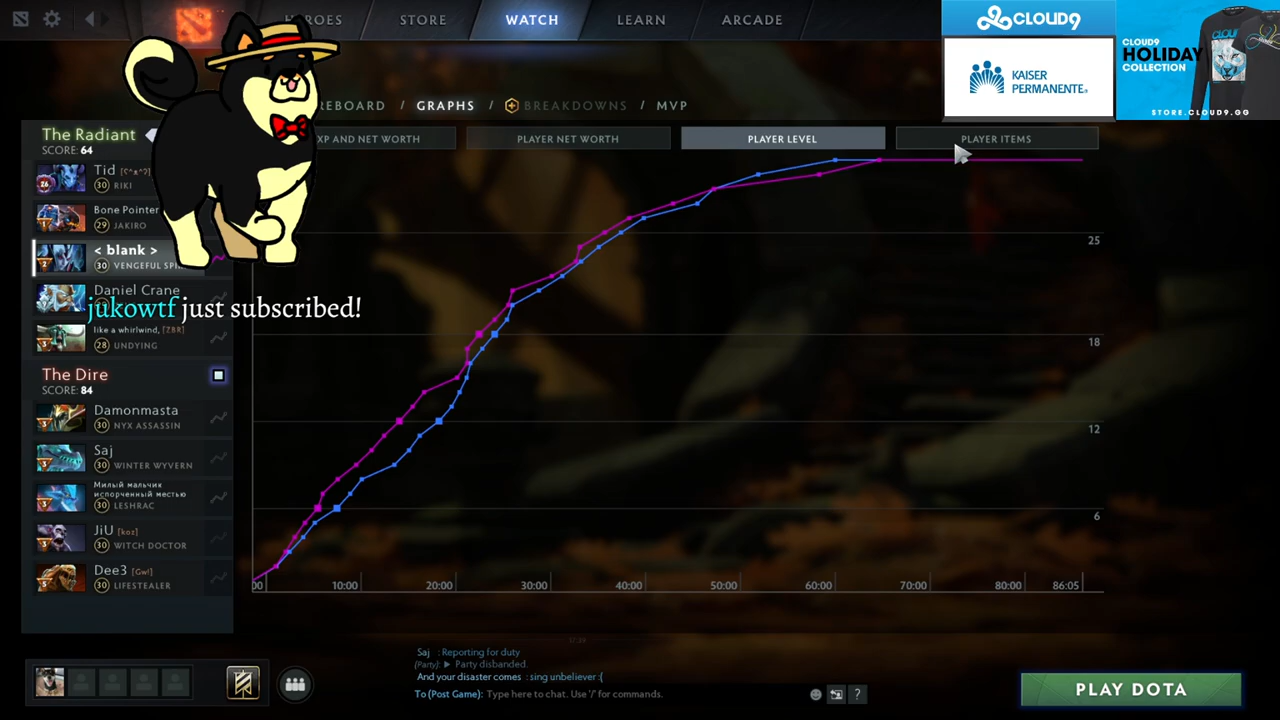 HEROES
STORE
WATCH
LEARN
ARCADE
CLOUD9
KAISER
PERMANENTE®
CLOUD9
HOLIDAY
COLLECTION
STORE.CLOUD9.GG
REBOARD / GRAPHS / BREAKDOWNS / MVP
XP AND NET WORTH
PLAYER NET WORTH
PLAYER LEVEL
PLAYER ITEMS
The Radiant
SCORE: 64
Tid
26
30 RIKI
Bone Pointer
29 JAKIRO
< blank >
30 VENGEFUL SPI
Daniel Crane
jukowtf just subscribed!
like a whirlwind, [ZBR]
28 UNDYING
The Dire
SCORE: 84
Damonmasta
30 NYX ASSASSIN
Saj
30 WINTER WYVERN
Милый мальчик
испорченный местью
30 LESHRAC
JiU [koz]
30 WITCH DOCTOR
Dee3 [Gw!]
30 LIFESTEALER
25
18
12
6
00
10:00
20:00
30:00
40:00
50:00
60:00
70:00
80:00
86:05
Saj : Reporting for duty
(Party): Party disbanded.
And your disaster comes : sing unbeliever :(
To (Post Game): Type here to chat. Use '/' for commands.
?
PLAY DOTA